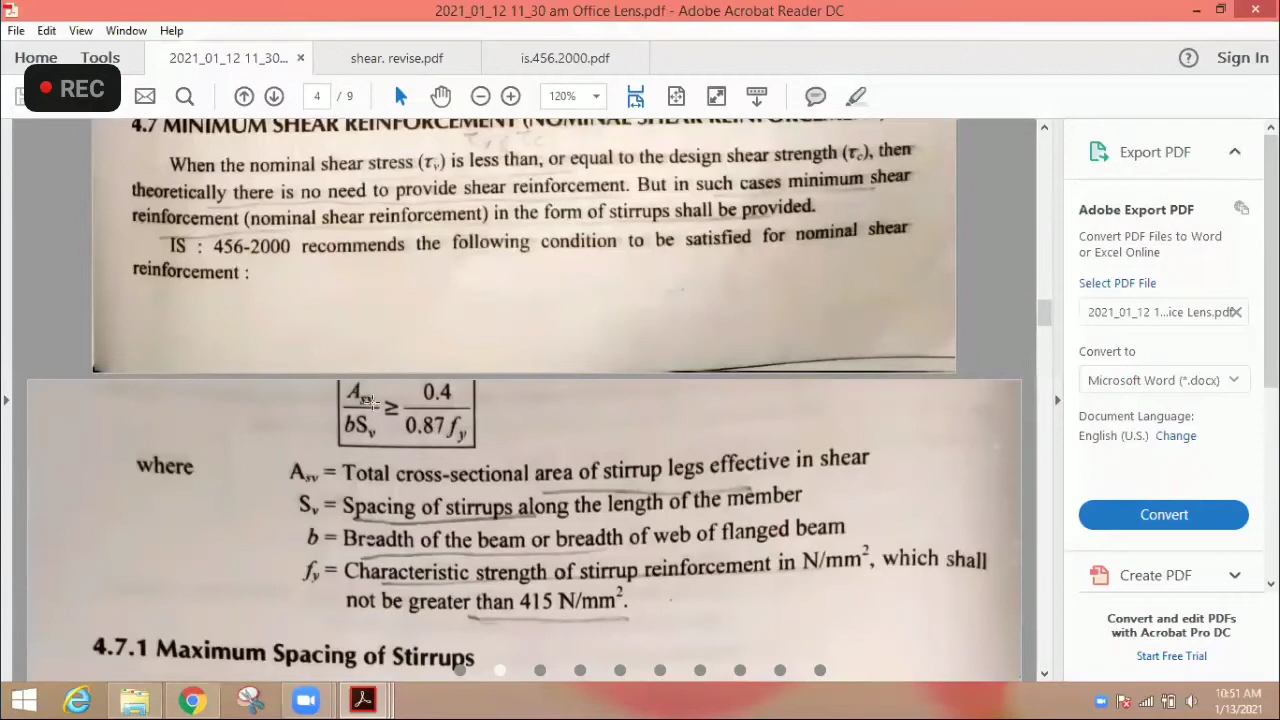 2021_01_12 11_30 am Office Lens.pdf - Adobe Acrobat Reader DC
File Edit View Window Help
Home Tools 2021_01_12 11_30... × shear. revise.pdf is.456.2000.pdf Sign In
REC 4 / 9 120%
4.7 MINIMUM SHEAR REINFORCEMENT (NOMINAL SHEAR
When the nominal shear stress (τv) is less than, or equal to the design shear strength (τc), then
theoretically there is no need to provide shear reinforcement. But in such cases minimum shear
reinforcement (nominal shear reinforcement) in the form of stirrups shall be provided.
IS : 456-2000 recommends the following condition to be satisfied for nominal shear
reinforcement :
Asv / bSv ≥ 0.4 / 0.87 fy
where Asv = Total cross-sectional area of stirrup legs effective in shear
Sv = Spacing of stirrups along the length of the member
b = Breadth of the beam or breadth of web of flanged beam
fy = Characteristic strength of stirrup reinforcement in N/mm², which shall
not be greater than 415 N/mm².
4.7.1 Maximum Spacing of Stirrups
Export PDF
Adobe Export PDF
Convert PDF Files to Word
or Excel Online
Select PDF File
2021_01_12 1...ice Lens.pdf
Convert to
Microsoft Word (*.docx)
Document Language:
English (U.S.) Change
Convert
Create PDF
Convert and edit PDFs
with Acrobat Pro DC
Start Free Trial
10:51 AM
1/13/2021